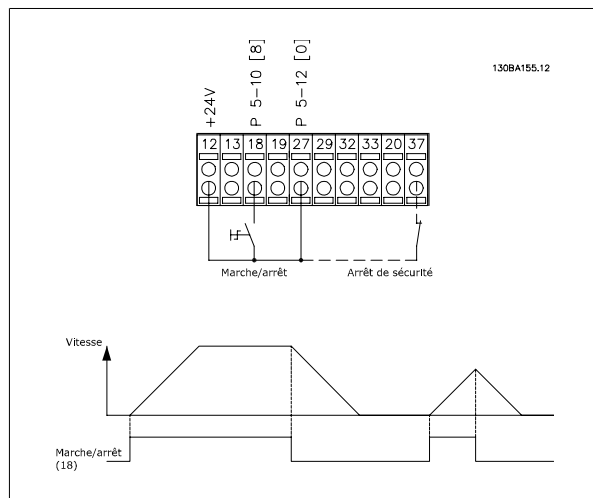 130BA155.12
+24V
P 5-10 [8]
P 5-12 [0]
12 13 18 19 27 29 32 33 20 37
Marche/arrêt
Arrêt de sécurité
Vitesse
Marche/arrêt
(18)